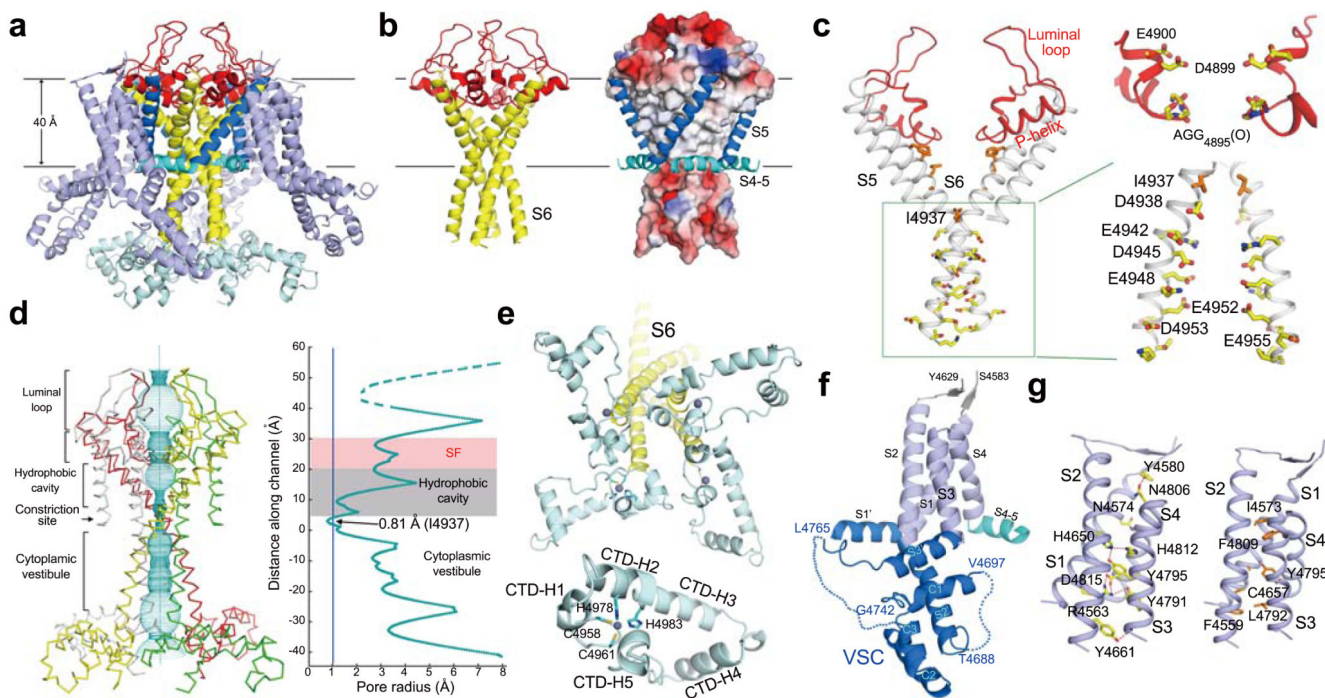 a
40 Å
b
S5
S4-5
S6
c
Luminal
loop
P-helix
S5
S6
I4937
E4900
D4899
AGG4895(O)
I4937
D4938
E4942
D4945
E4948
E4952
D4953
E4955
d
Luminal
loop
Hydrophobic
cavity
Constriction
site
Cytoplamic
vestibule
Distance along channel (Å)
60
50
40
30
20
10
0
-10
-20
-30
-40
SF
Hydrophobic
cavity
0.81 Å (I4937)
Cytoplasmic
vestibule
0 1 2 3 4 5 6 7 8
Pore radius (Å)
e
S6
CTD-H2
CTD-H1
CTD-H3
H4978
H4983
C4958
C4961
CTD-H5
CTD-H4
f
Y4629
S4583
S2
S4
S3
S1
S1'
S4-5
L4765
S3
V4697
C1
G4742
S2
C3
VSC
T4688
C2
g
S2
Y4580
N4806
N4574
S4
H4650
H4812
S1
D4815
Y4795
R4563
Y4791
S3
Y4661
S2
S1
I4573
F4809
S4
Y4795
C4657
F4559
L4792
S3